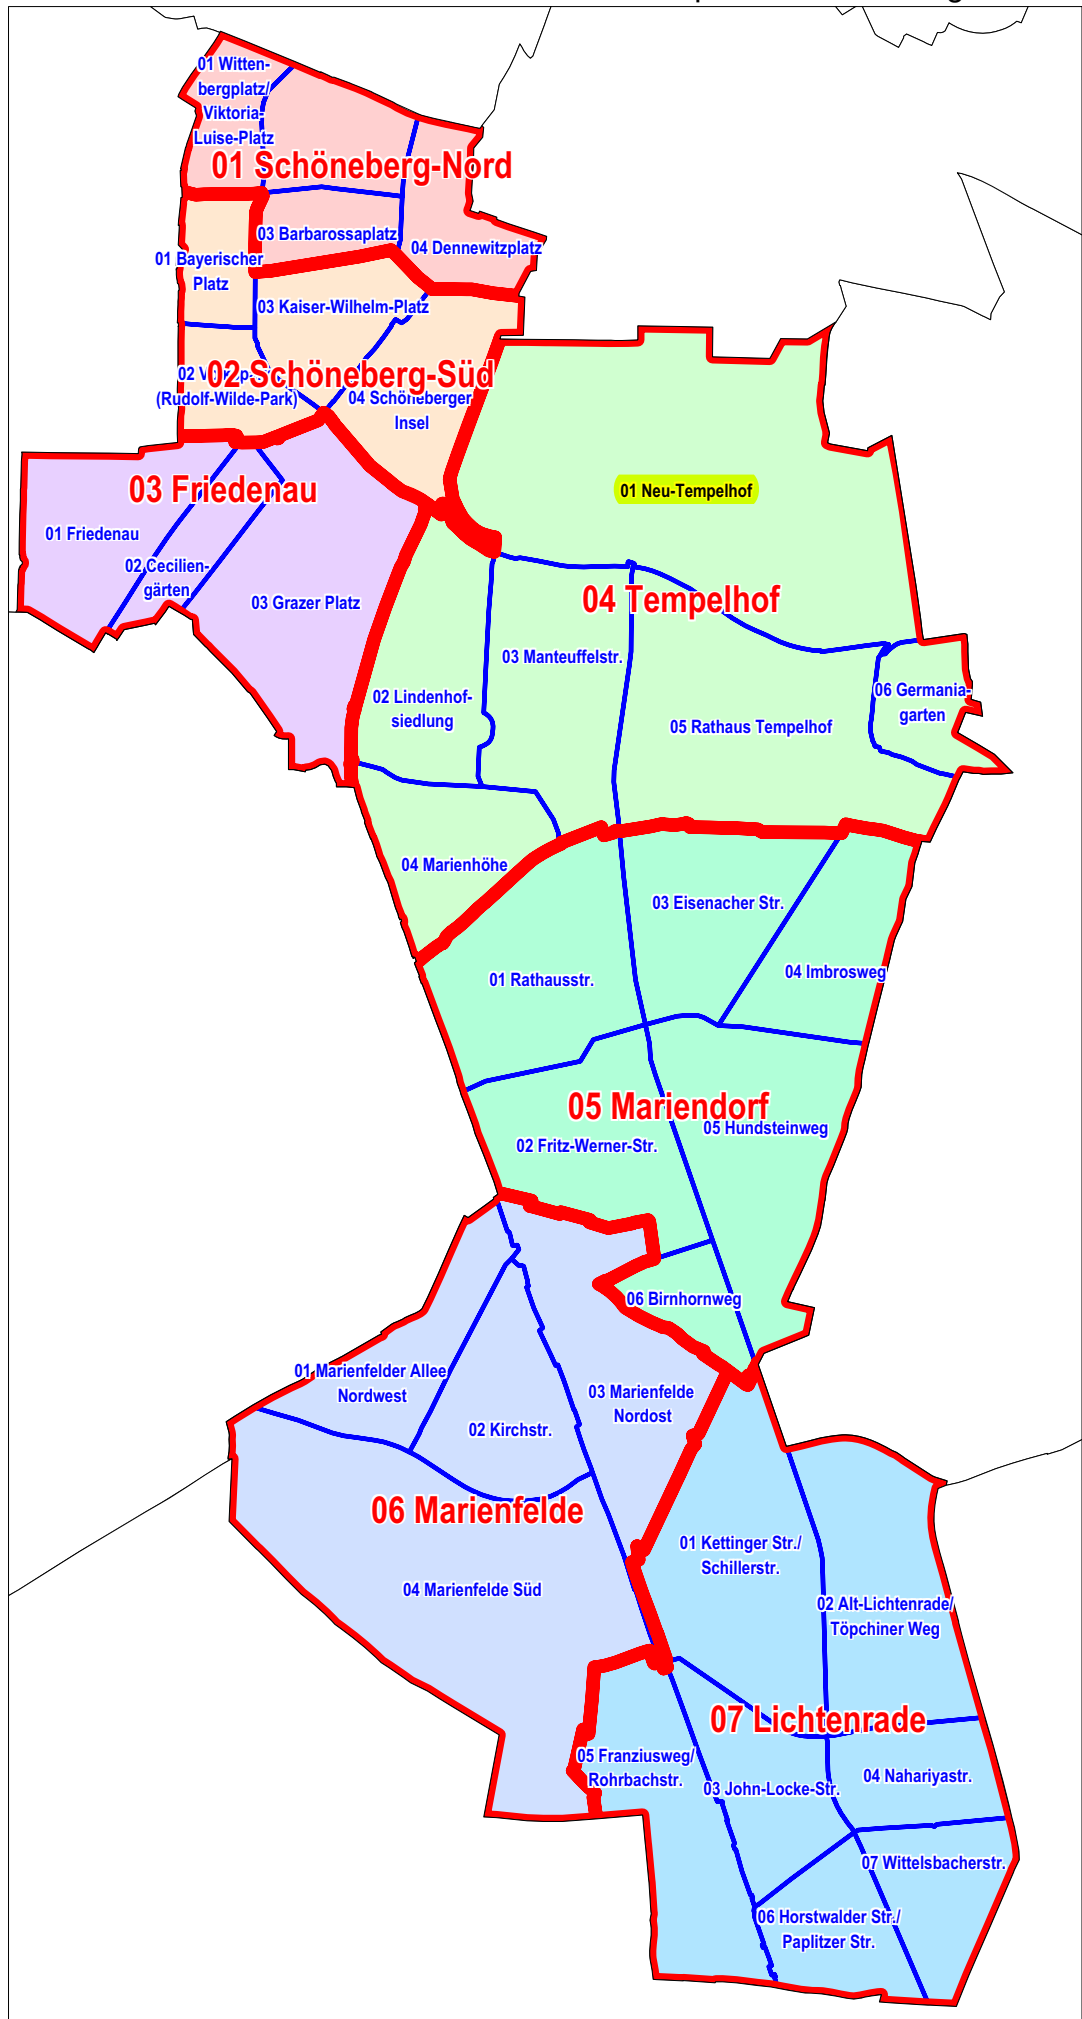 01 Witten-
bergplatz/
Viktoria-
Luise-Platz
01 Schöneberg-Nord
03 Barbarossaplatz
04 Dennewitzplatz
01 Bayerischer
Platz
03 Kaiser-Wilhelm-Platz
02 Schöneberg-Süd
02
(Rudolf-Wilde-Park)
04 Schöneberger
Insel
03 Friedenau
01 Neu-Tempelhof
01 Friedenau
02 Cecilien-
gärten
03 Grazer Platz
04 Tempelhof
03 Manteuffelstr.
02 Lindenhof-
siedlung
06 Germania-
garten
05 Rathaus Tempelhof
04 Marienhöhe
03 Eisenacher Str.
04 Imbrosweg
01 Rathausstr.
05 Mariendorf
05 Hundsteinweg
02 Fritz-Werner-Str.
06 Birnhornweg
01 Marienfelder Allee
Nordwest
03 Marienfelde
Nordost
02 Kirchstr.
06 Marienfelde
01 Kettinger Str./
Schillerstr.
04 Marienfelde Süd
02 Alt-Lichtenrade/
Töpchiner Weg
07 Lichtenrade
05 Franziusweg/
Rohrbachstr.
03 John-Locke-Str.
04 Nahariyastr.
07 Wittelsbacherstr.
06 Horstwalder Str./
Paplitzer Str.